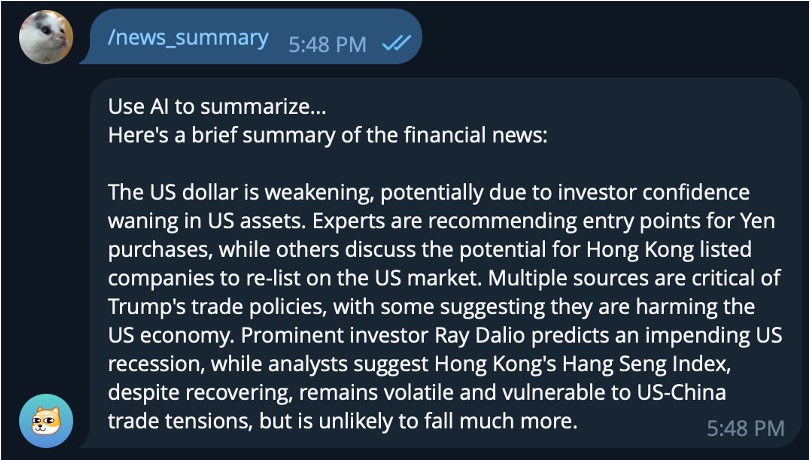 /news_summary 5:48 PM
Use AI to summarize...
Here's a brief summary of the financial news:
The US dollar is weakening, potentially due to investor confidence
waning in US assets. Experts are recommending entry points for Yen
purchases, while others discuss the potential for Hong Kong listed
companies to re-list on the US market. Multiple sources are critical of
Trump's trade policies, with some suggesting they are harming the
US economy. Prominent investor Ray Dalio predicts an impending US
recession, while analysts suggest Hong Kong's Hang Seng Index,
despite recovering, remains volatile and vulnerable to US-China
trade tensions, but is unlikely to fall much more.
5:48 PM